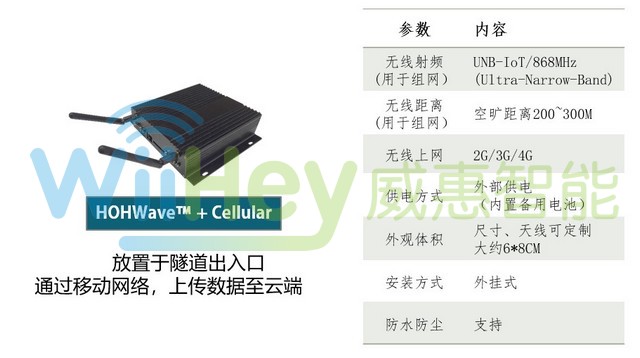 WiiHey威惠智能
HOHWave™ + Cellular
放置于隧道出入口
通过移动网络，上传数据至云端
参数 内容
无线射频
(用于组网)
UNB-IoT/868MHz
(Ultra-Narrow-Band)
无线距离
(用于组网)
空旷距离200~300M
无线上网 2G/3G/4G
供电方式
外部供电
（内置备用电池）
外观体积
尺寸、天线可定制
大约6*8CM
安装方式 外挂式
防水防尘 支持